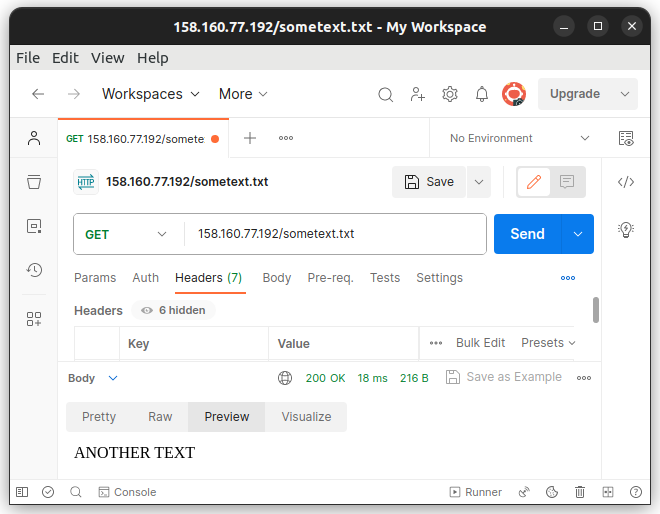 158.160.77.192/sometext.txt - My Workspace
File Edit View Help
Workspaces More Upgrade
GET 158.160.77.192/somete No Environment
HTTP 158.160.77.192/sometext.txt Save
GET 158.160.77.192/sometext.txt Send
Params Auth Headers (7) Body Pre-req. Tests Settings
Headers 6 hidden
Key Value Bulk Edit Presets
Body 200 OK 18 ms 216 B Save as Example
Pretty Raw Preview Visualize
ANOTHER TEXT
Console Runner